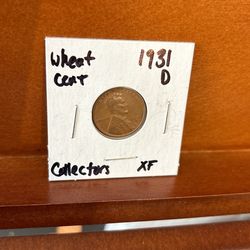 Wheat 1931
cent D
Collectors XF